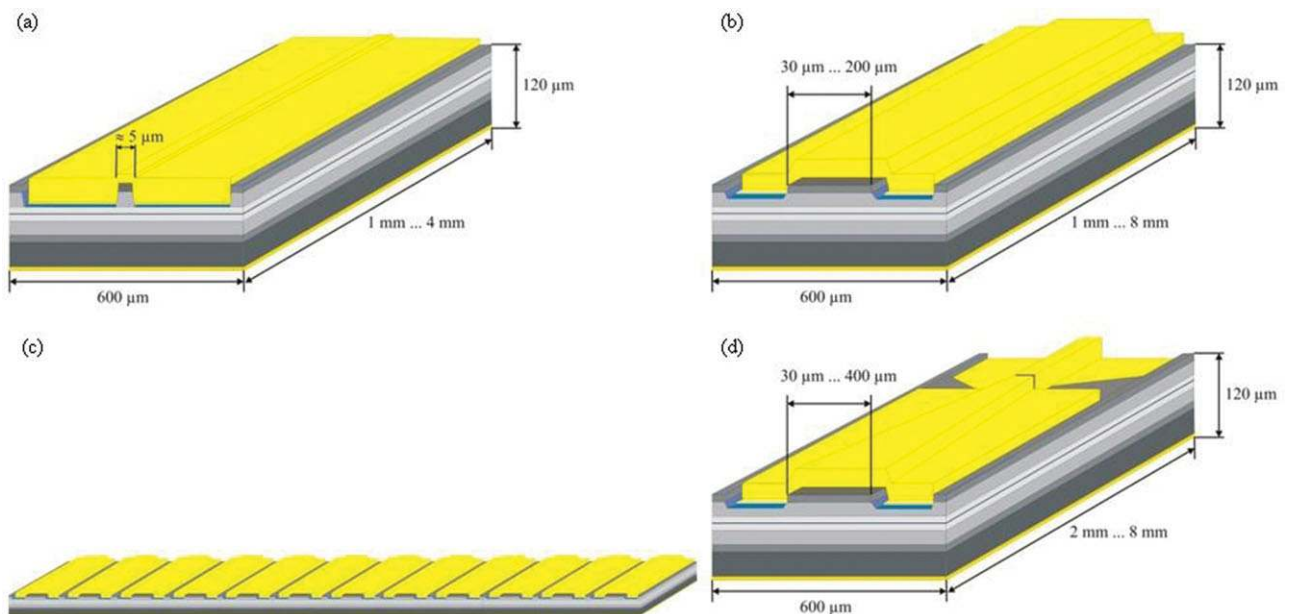 (a)
120 µm
≈ 5 µm
1 mm ... 4 mm
600 µm
(b)
30 µm ... 200 µm
120 µm
1 mm ... 8 mm
600 µm
(c)
(d)
30 µm ... 400 µm
120 µm
2 mm ... 8 mm
600 µm